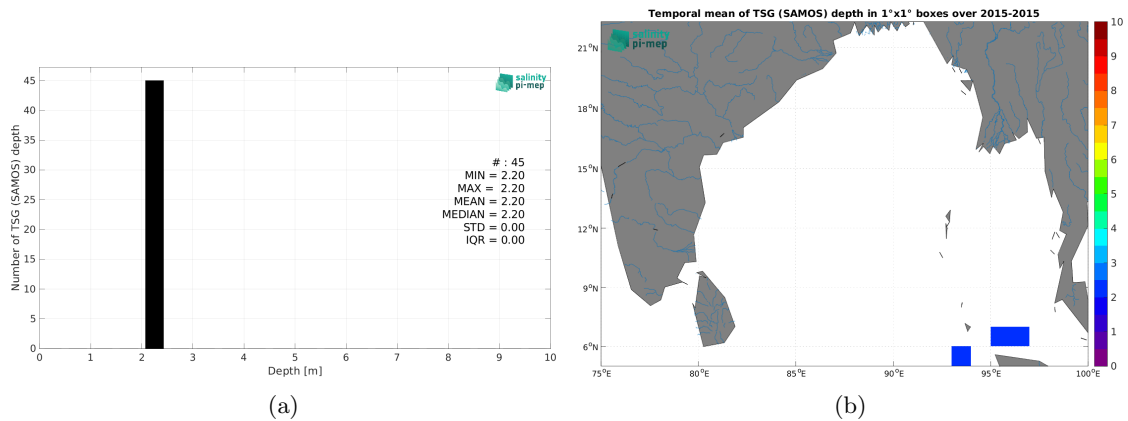 salinity
pi-mep
45
40
35
30
25
20
15
10
5
0
Number of TSG (SAMOS) depth
# : 45
MIN = 2.20
MAX = 2.20
MEAN = 2.20
MEDIAN = 2.20
STD = 0.00
IQR = 0.00
0 1 2 3 4 5 6 7 8 9 10
Depth [m]
(a)
Temporal mean of TSG (SAMOS) depth in 1°x1° boxes over 2015-2015
salinity
pi-mep
21°N
18°N
15°N
12°N
9°N
6°N
75°E 80°E 85°E 90°E 95°E 100°E
10
9
8
7
6
5
4
3
2
1
0
(b)